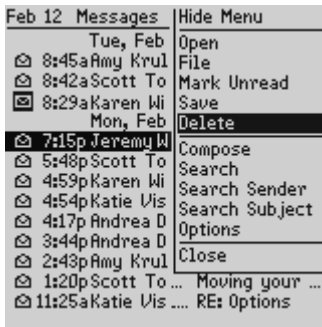 Feb 12 Messages
Tue, Feb
8:45a Amy Krul
8:42a Scott To
8:29a Karen Wi
Mon, Feb
7:15p Jeremy W
5:48p Scott To
4:59p Karen Wi
4:54p Katie Vis
4:17p Andrea D
3:44p Andrea D
2:43p Amy Krul
1:20p Scott To ... Moving your ...
11:25a Katie Vis .... RE: Options
Hide Menu
Open
File
Mark Unread
Save
Delete
Compose
Search
Search Sender
Search Subject
Options
Close